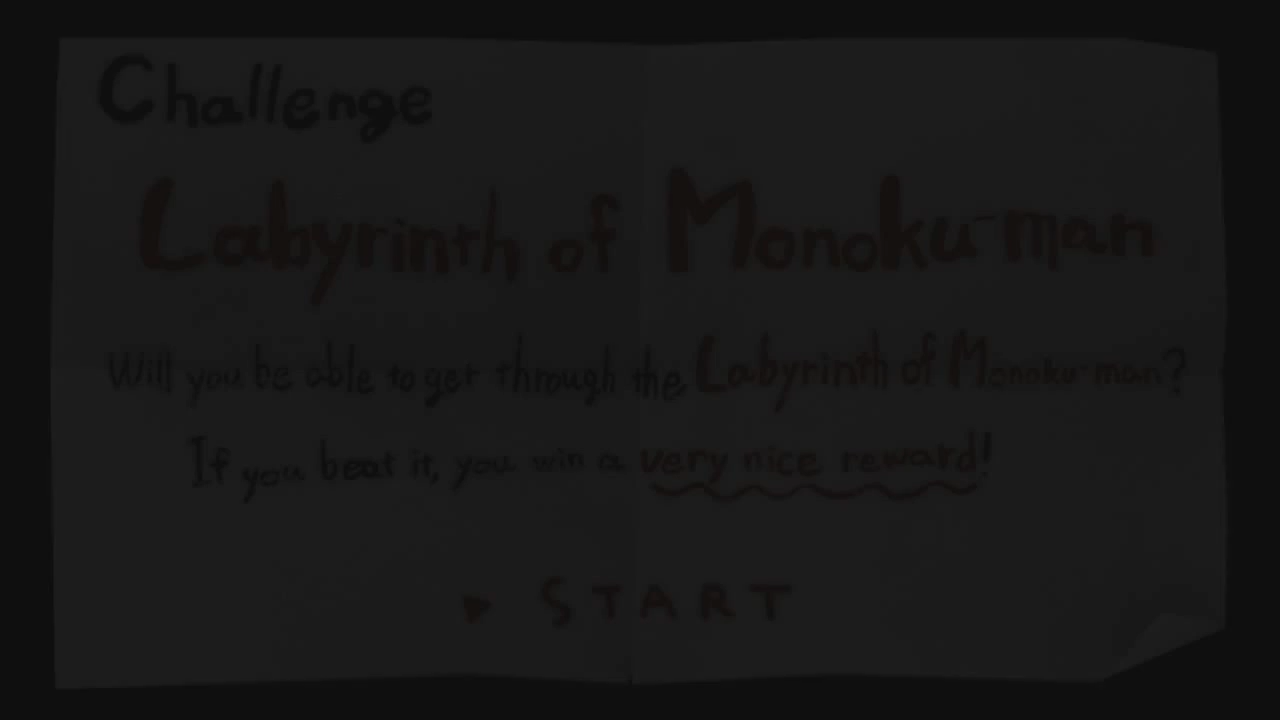 Challenge
Labyrinth of Monoku-man
Will you be able to get through the Labyrinth of Monoku-man?
If you beat it, you win a very nice reward!
▶ START